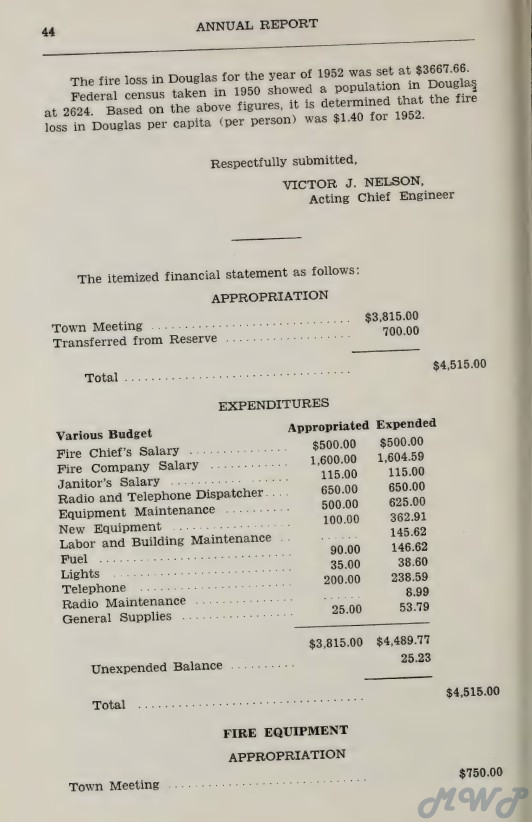 44
ANNUAL REPORT
The fire loss in Douglas for the year of 1952 was set at $3667.66.
Federal census taken in 1950 showed a population in Douglas
at 2624. Based on the above figures, it is determined that the fire
loss in Douglas per capita (per person) was $1.40 for 1952.
Respectfully submitted,
VICTOR J. NELSON,
Acting Chief Engineer
The itemized financial statement as follows:
APPROPRIATION
Town Meeting .............................. $3,815.00
Transferred from Reserve ................... 700.00
Total .................................. $4,515.00
EXPENDITURES
Various Budget Appropriated Expended
Fire Chief's Salary ............... $500.00 $500.00
Fire Company Salary ............ 1,600.00 1,604.59
Janitor's Salary .................. 115.00 115.00
Radio and Telephone Dispatcher.... 650.00 650.00
Equipment Maintenance .......... 500.00 625.00
New Equipment .................. 100.00 362.91
Labor and Building Maintenance .. ...... 145.62
Fuel ............................. 90.00 146.62
Lights ........................... 35.00 38.60
Telephone ....................... 200.00 238.59
Radio Maintenance ............... ...... 8.99
General Supplies ................. 25.00 53.79
$3,815.00 $4,489.77
Unexpended Balance .......... 25.23
Total .................................. $4,515.00
FIRE EQUIPMENT
APPROPRIATION
Town Meeting .............................. $750.00
MWP